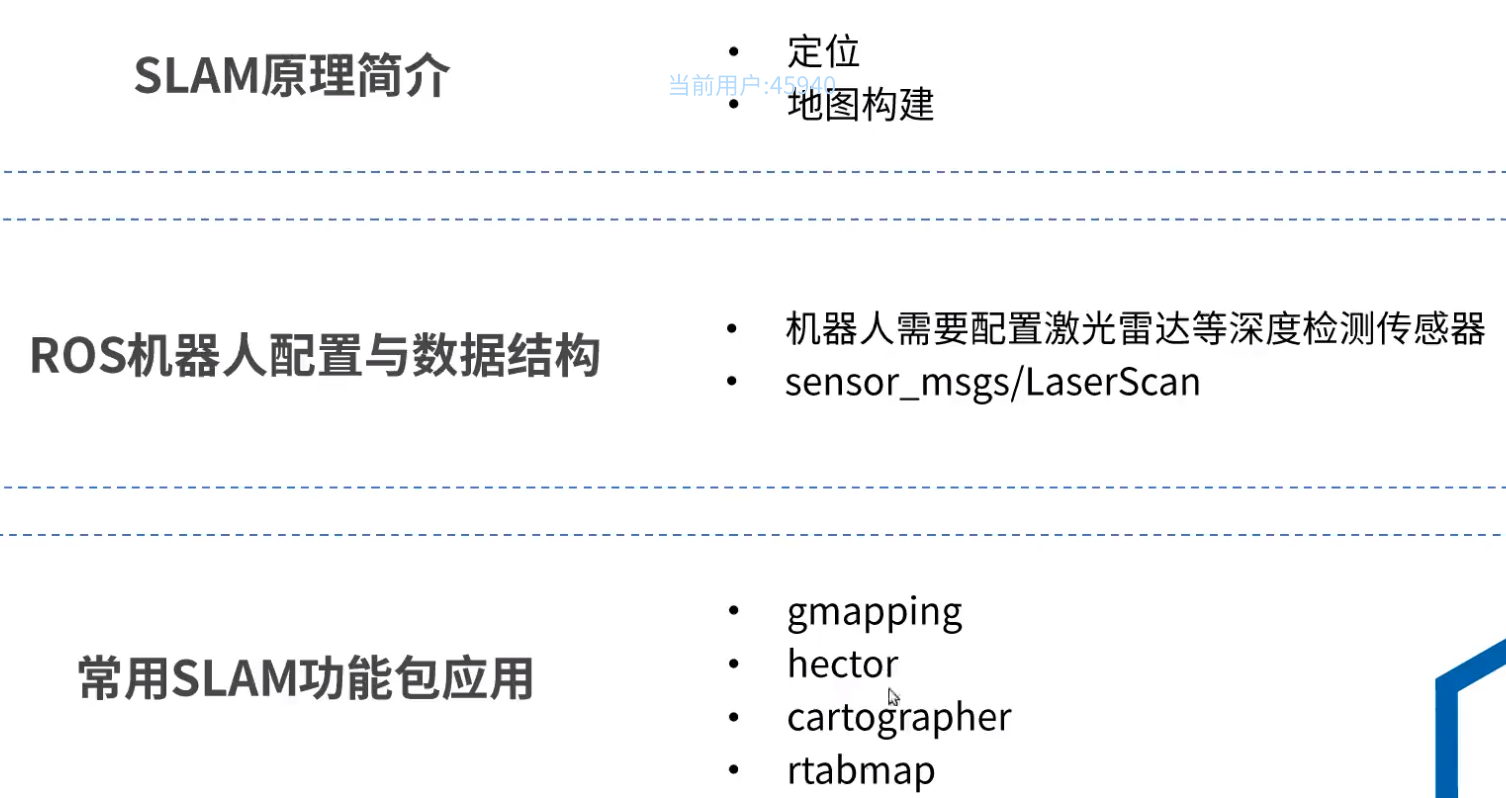 SLAM原理简介
• 定位
当前用户:45940
• 地图构建
ROS机器人配置与数据结构
• 机器人需要配置激光雷达等深度检测传感器
• sensor_msgs/LaserScan
常用SLAM功能包应用
• gmapping
• hector
• cartographer
• rtabmap